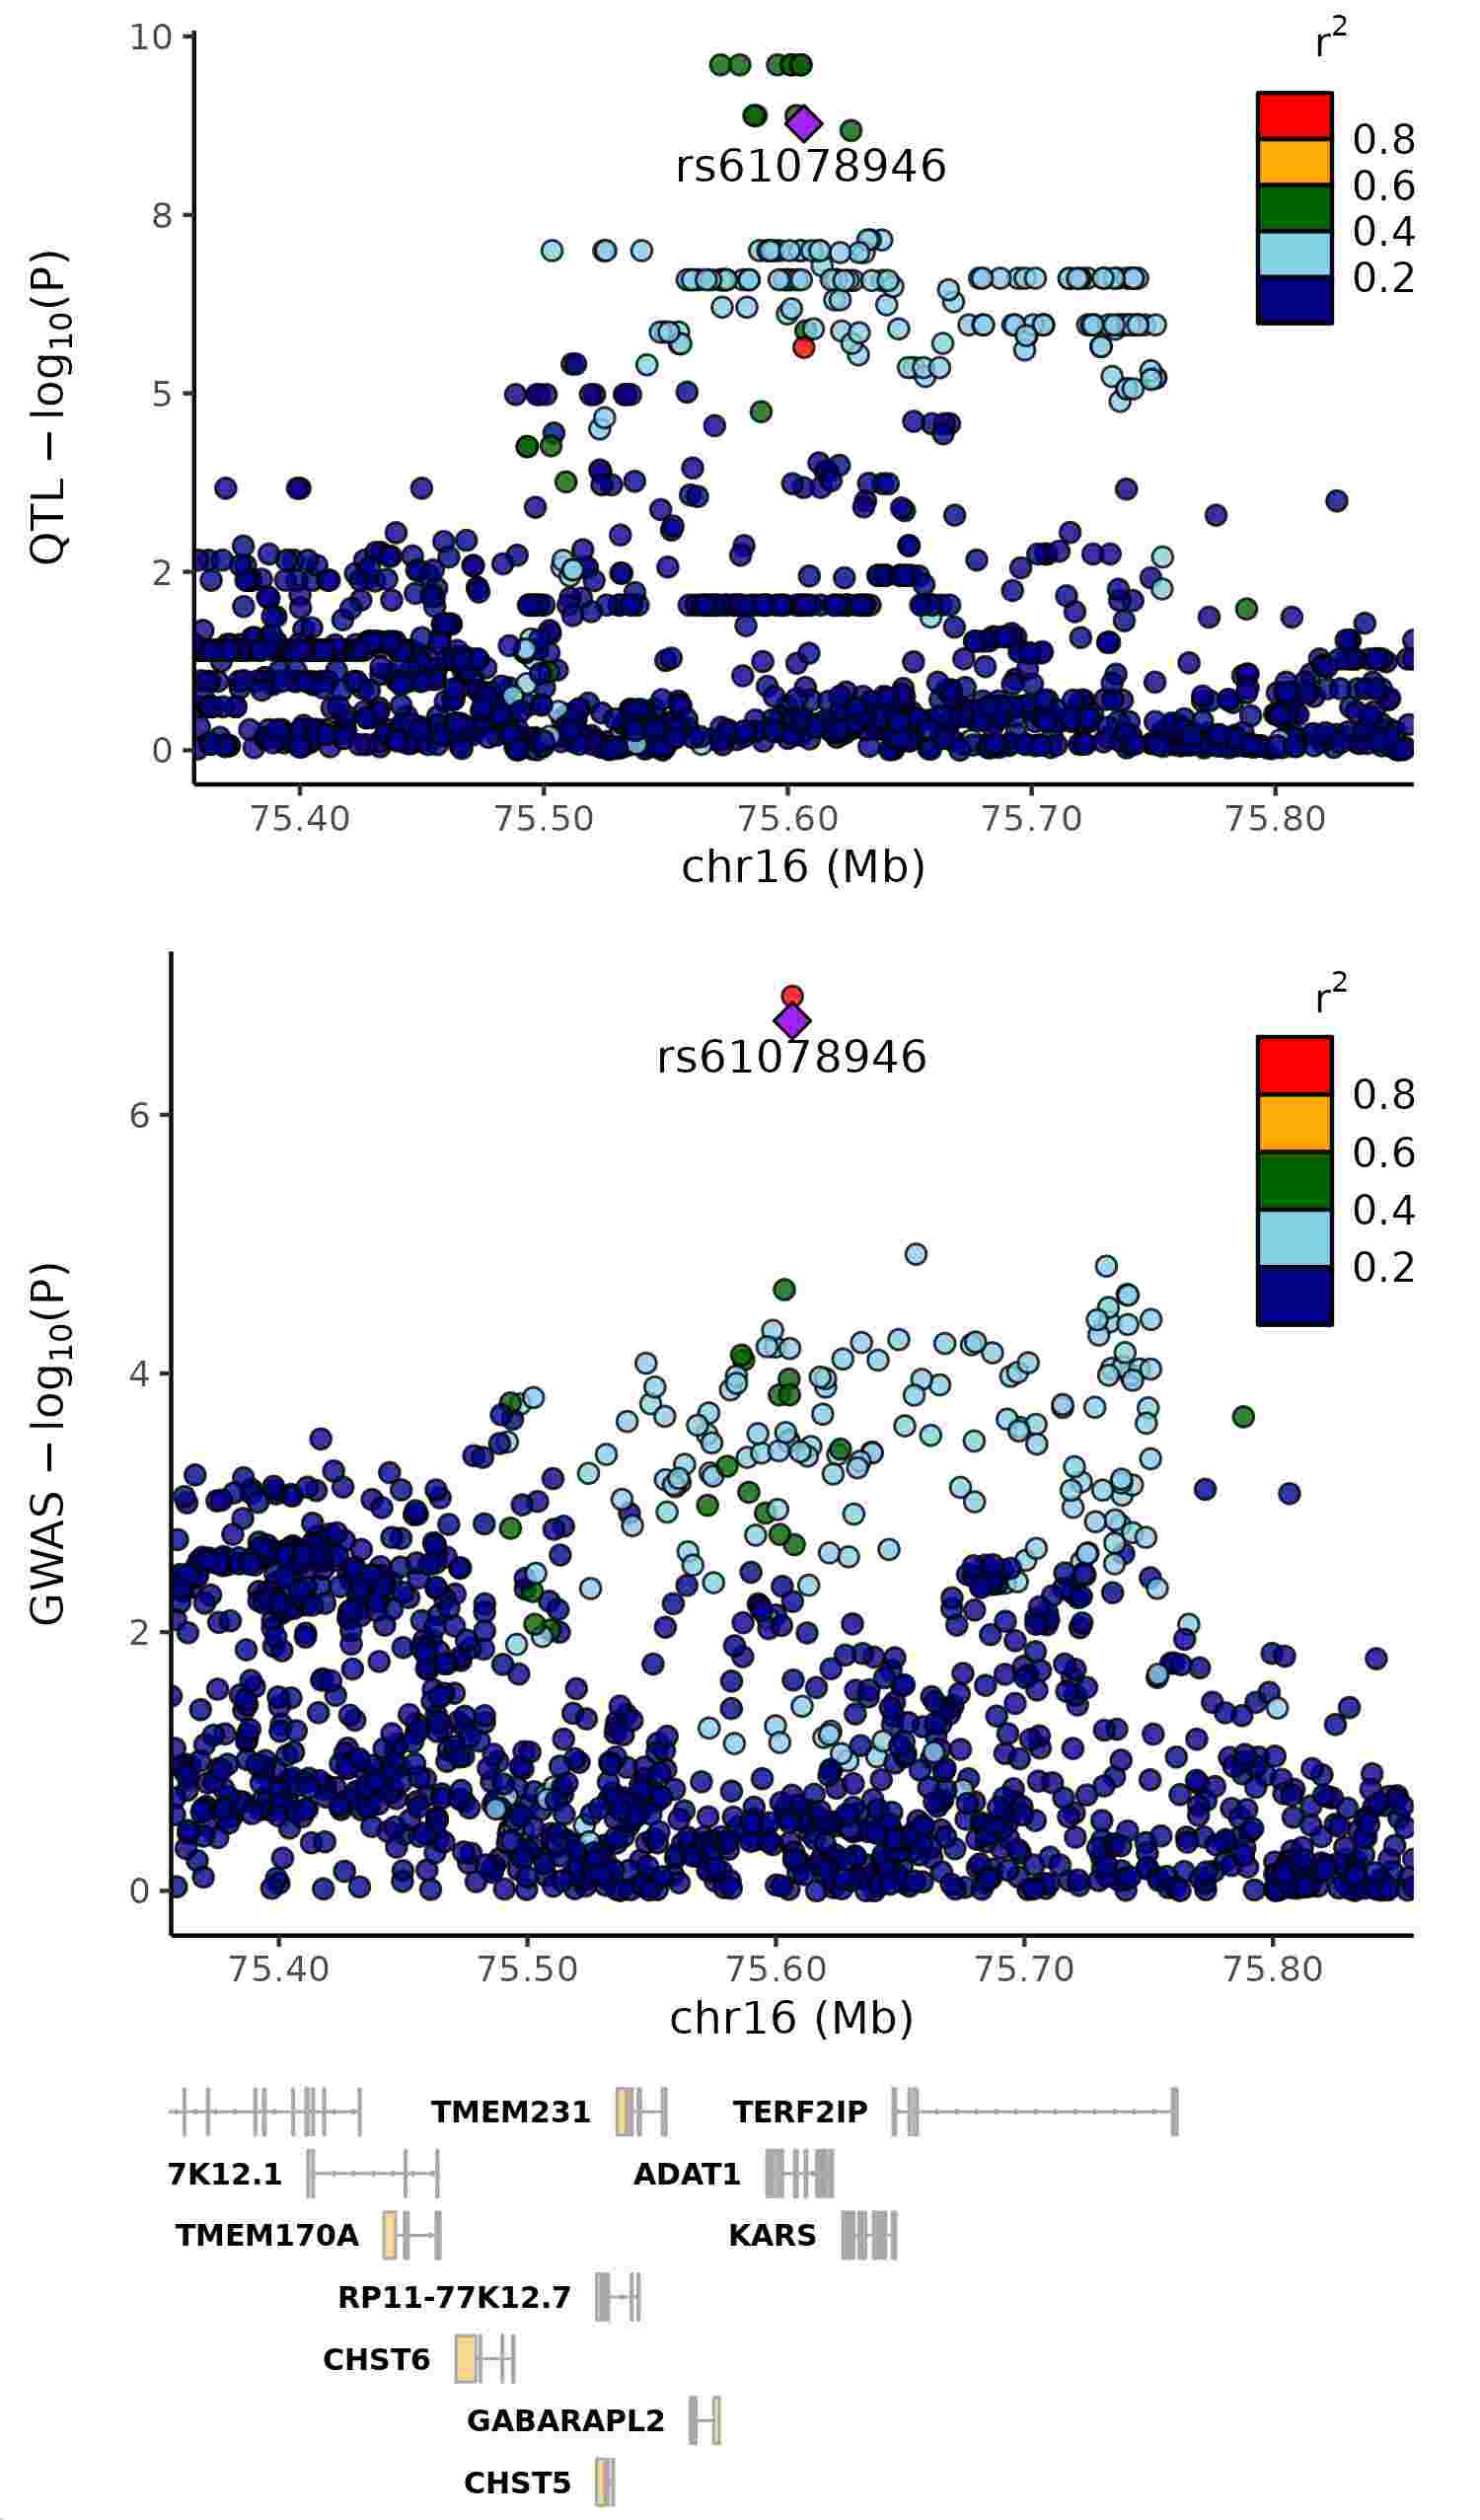 r²
10
8
5
2
0
QTL − log₁₀(P)
rs61078946
0.8
0.6
0.4
0.2
75.40 75.50 75.60 75.70 75.80
chr16 (Mb)
r²
6
4
2
0
GWAS − log₁₀(P)
rs61078946
0.8
0.6
0.4
0.2
75.40 75.50 75.60 75.70 75.80
chr16 (Mb)
TMEM231 TERF2IP
7K12.1 ADAT1
TMEM170A KARS
RP11-77K12.7
CHST6
GABARAPL2
CHST5